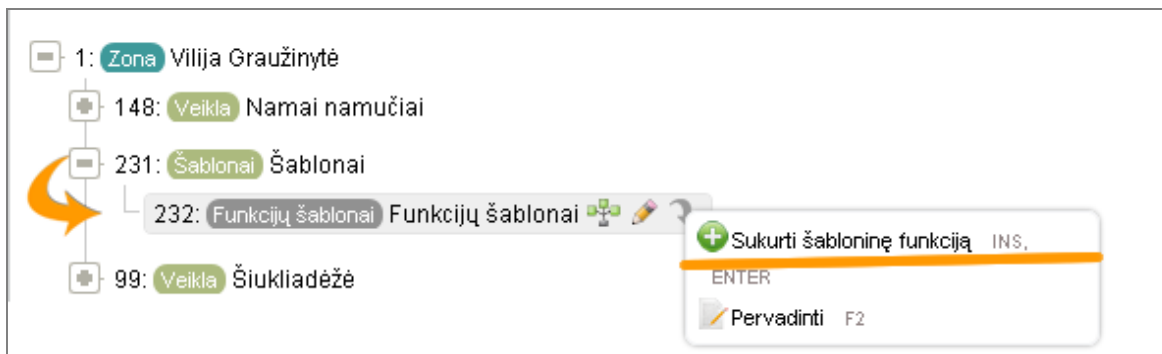 1: Zona Vilija Graužinytė
148: Veikla Namai namučiai
231: Šablonai Šablonai
232: Funkcijų šablonai Funkcijų šablonai
Sukurti šabloninę funkciją INS,
ENTER
Pervadinti F2
99: Veikla Šiukliadėžė